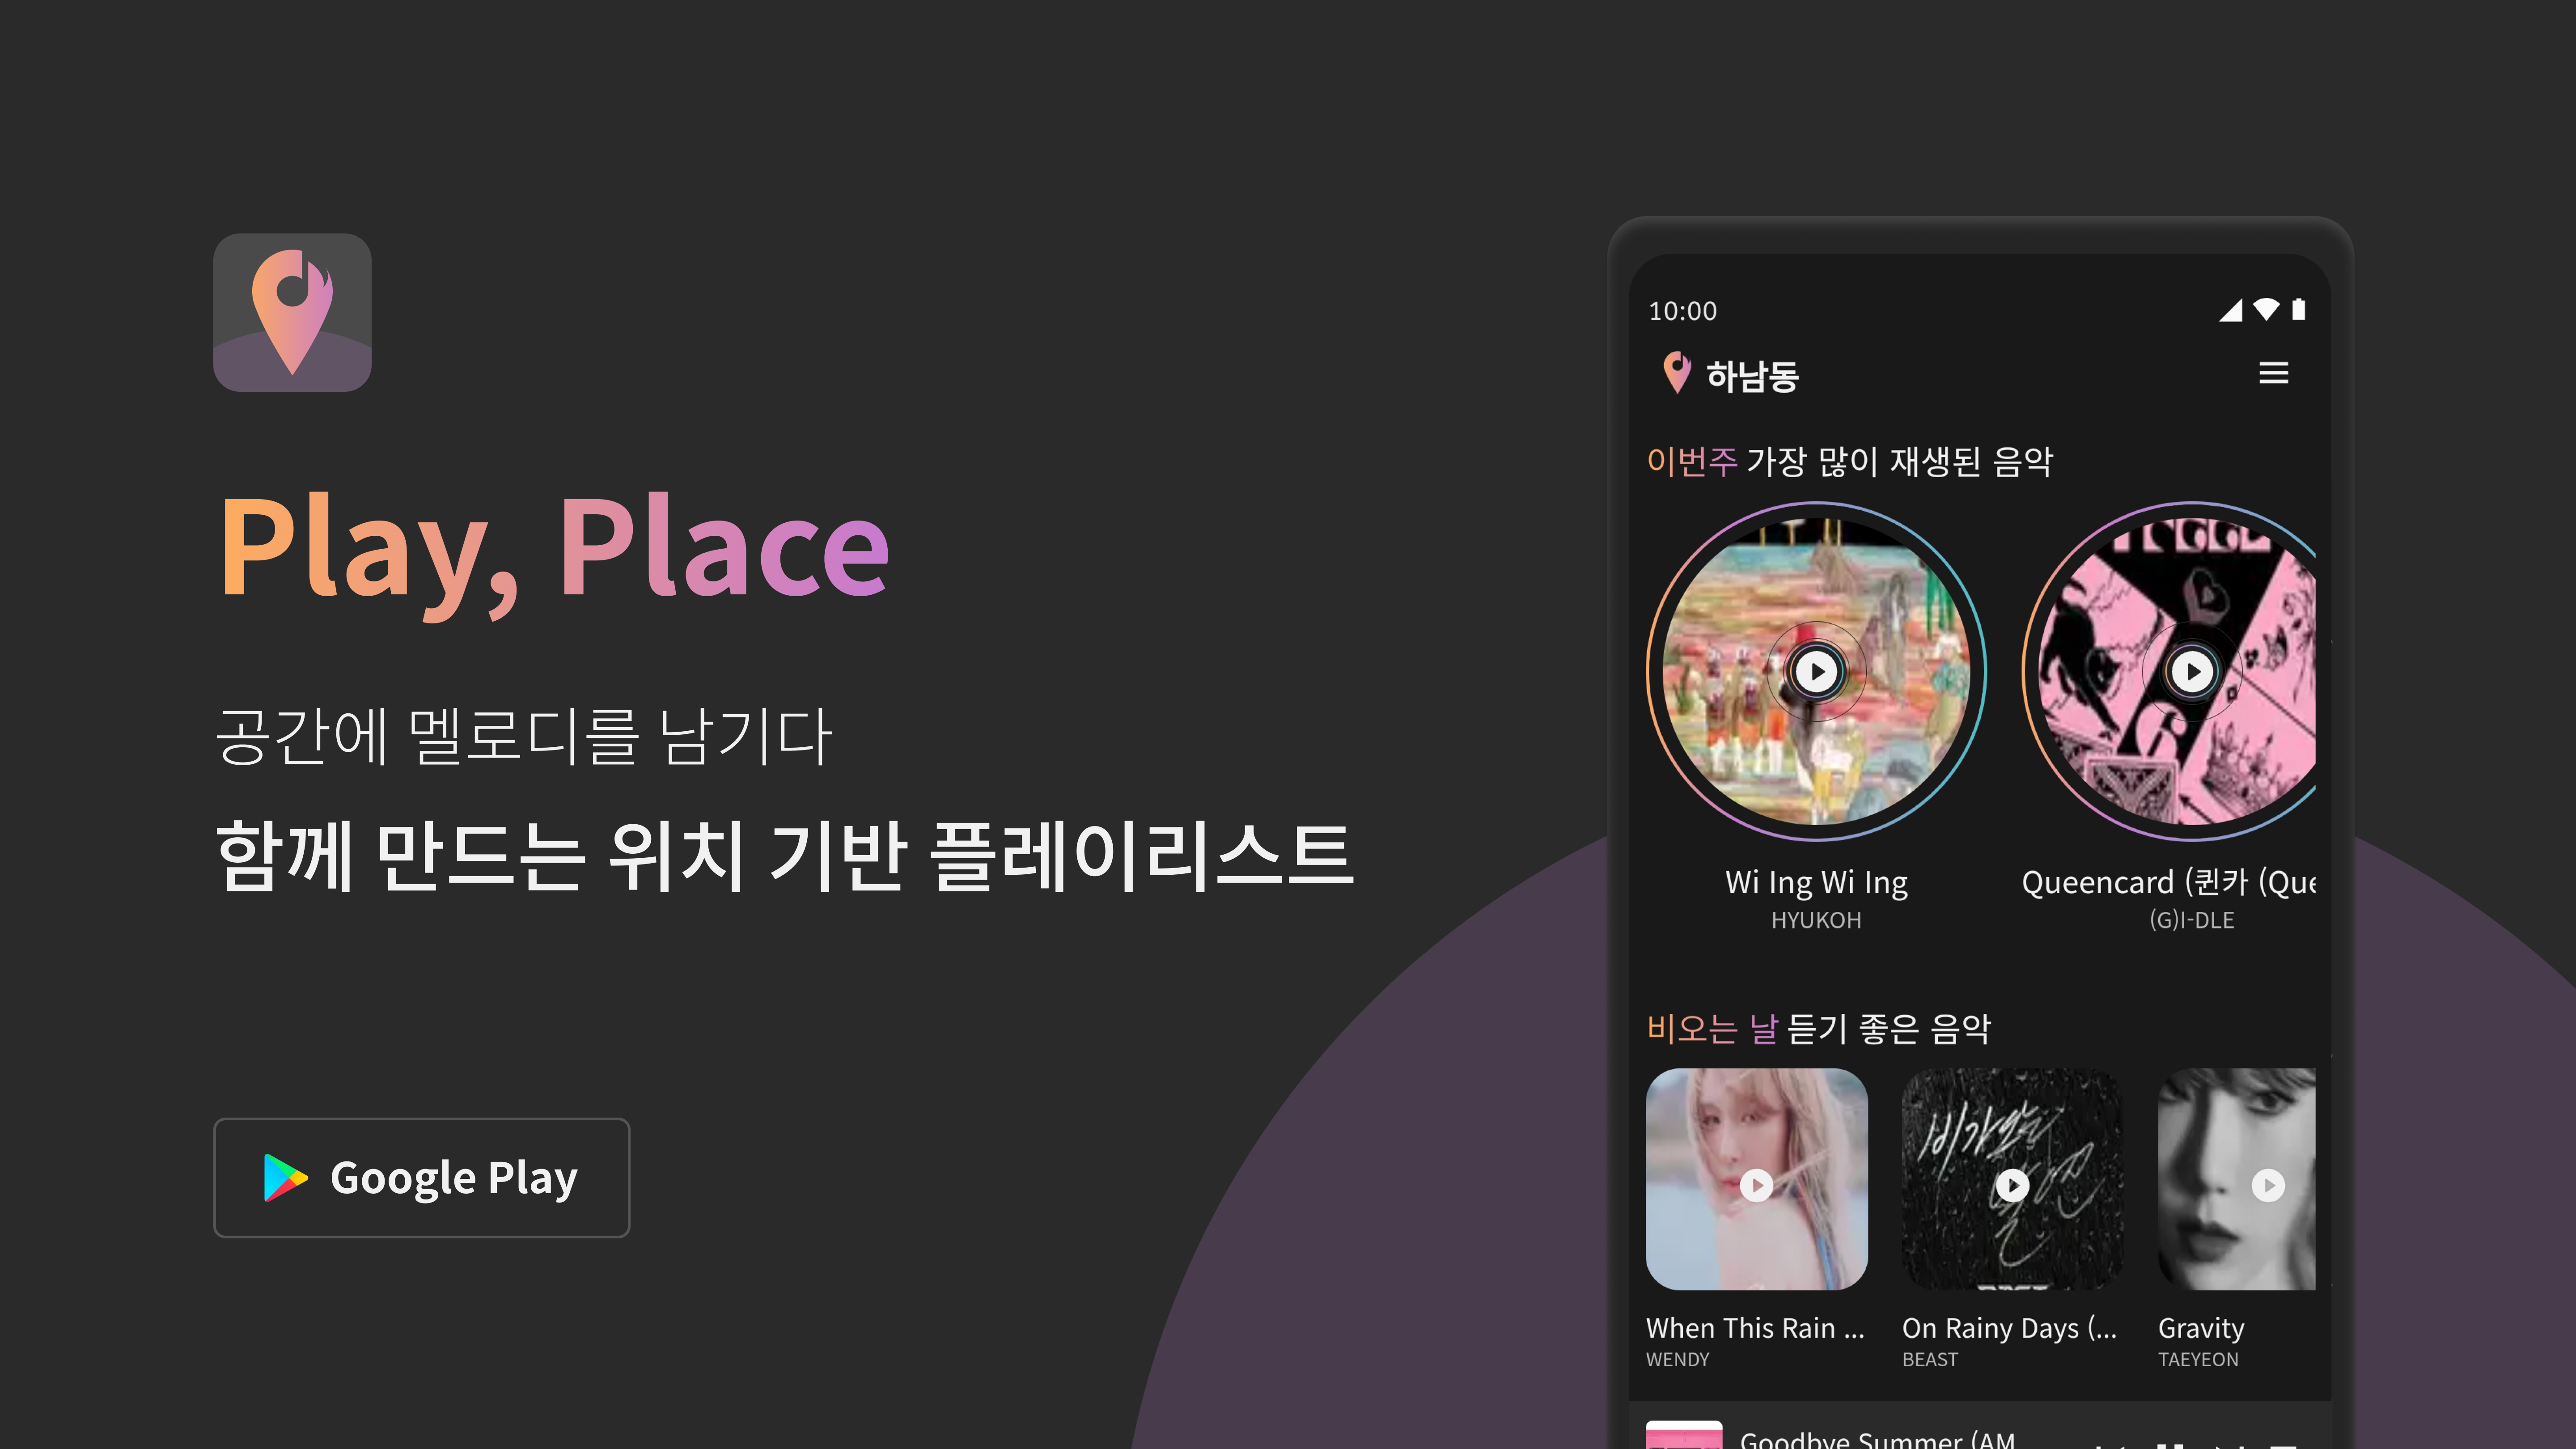 Play, Place
공간에 멜로디를 남기다
함께 만드는 위치 기반 플레이리스트
Google Play
10:00
하남동
이번주 가장 많이 재생된 음악
Wi Ing Wi Ing
HYUKOH
Queencard (퀸카 (Que
(G)I-DLE
비오는 날 듣기 좋은 음악
비가 오는
When This Rain ...
WENDY
On Rainy Days (...
BEAST
Gravity
TAEYEON
Goodbye Summer (AM